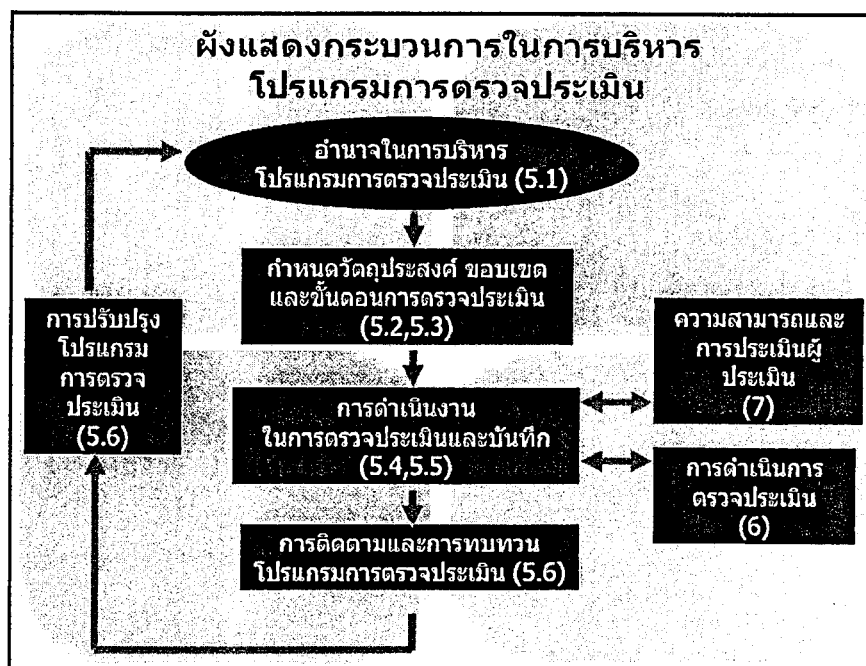 ผังแสดงกระบวนการในการบริหาร
โปรแกรมการตรวจประเมิน
อำนาจในการบริหาร
โปรแกรมการตรวจประเมิน (5.1)
กำหนดวัตถุประสงค์ ขอบเขต
และขั้นตอนการตรวจประเมิน
(5.2,5.3)
การปรับปรุง
โปรแกรม
การตรวจ
ประเมิน
(5.6)
ความสามารถและ
การประเมินผู้
ประเมิน
(7)
การดำเนินงาน
ในการตรวจประเมินและบันทึก
(5.4,5.5)
การดำเนินการ
ตรวจประเมิน
(6)
การติดตามและการทบทวน
โปรแกรมการตรวจประเมิน (5.6)